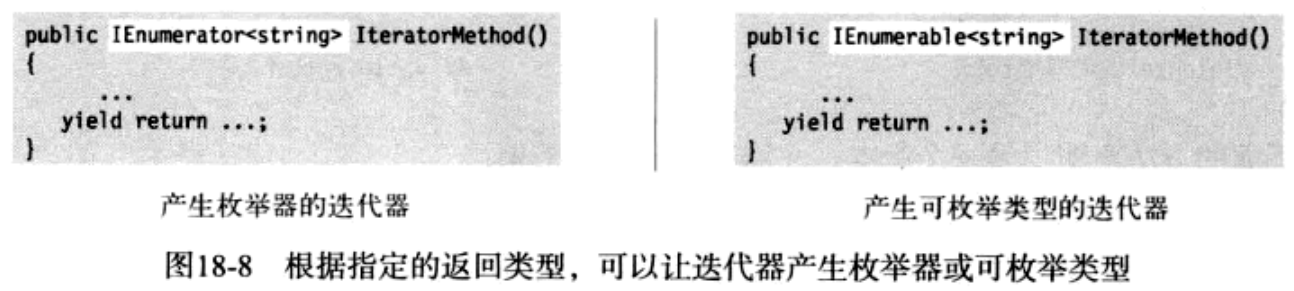 public IEnumerator<string> IteratorMethod()
{
...
yield return ...;
}
产生枚举器的迭代器
public IEnumerable<string> IteratorMethod()
{
...
yield return ...;
}
产生可枚举类型的迭代器
图18-8 根据指定的返回类型，可以让迭代器产生枚举器或可枚举类型